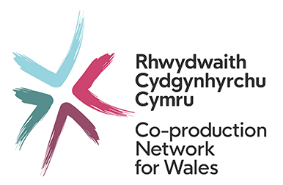 Rhwydwaith
Cydgynhyrchu
Cymru
Co-production
Network
for Wales